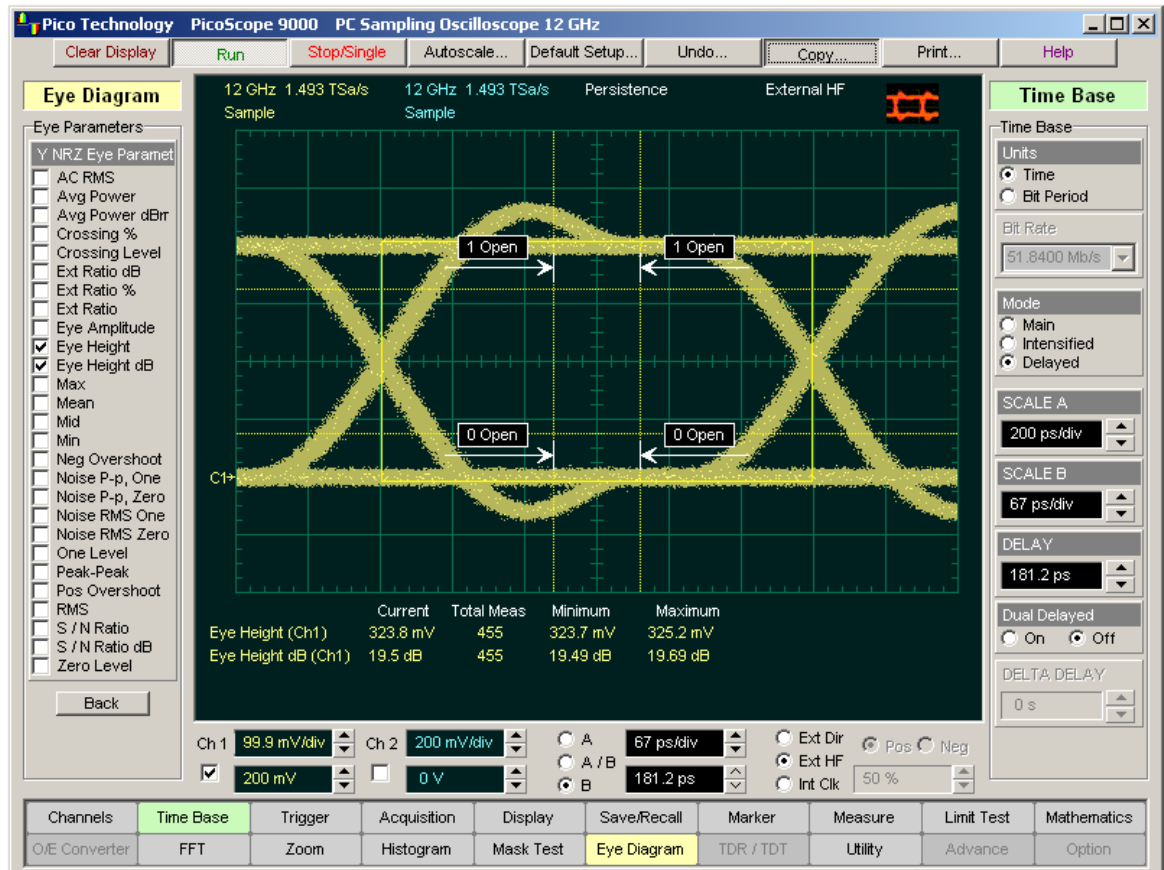 Pico Technology   PicoScope 9000   PC Sampling Oscilloscope 12 GHz
Clear Display   Run   Stop/Single   Autoscale...   Default Setup...   Undo...   Copy...   Print...   Help
Eye Diagram
Eye Parameters
Y NRZ Eye Paramet
AC RMS
Avg Power
Avg Power dBm
Crossing %
Crossing Level
Ext Ratio dB
Ext Ratio %
Ext Ratio
Eye Amplitude
Eye Height
Eye Height dB
Max
Mean
Mid
Min
Neg Overshoot
Noise P-p, One
Noise P-p, Zero
Noise RMS One
Noise RMS Zero
One Level
Peak-Peak
Pos Overshoot
RMS
S / N Ratio
S / N Ratio dB
Zero Level
Back
12 GHz 1.493 TSa/s   12 GHz 1.493 TSa/s   Persistence   External HF
Sample   Sample
1 Open   1 Open
0 Open   0 Open
C1
Current   Total Meas   Minimum   Maximum
Eye Height (Ch1)   323.8 mV   455   323.7 mV   325.2 mV
Eye Height dB (Ch1)   19.5 dB   455   19.49 dB   19.69 dB
Time Base
Time Base
Units
Time
Bit Period
Bit Rate
51.8400 Mb/s
Mode
Main
Intensified
Delayed
SCALE A
200 ps/div
SCALE B
67 ps/div
DELAY
181.2 ps
Dual Delayed
On   Off
DELTA DELAY
0 s
Ch 1   99.9 mV/div   Ch 2   200 mV/div   A   67 ps/div   Ext Dir   Pos   Neg
A / B   Ext HF
200 mV   0 V   B   181.2 ps   Int Clk   50 %
Channels   Time Base   Trigger   Acquisition   Display   Save/Recall   Marker   Measure   Limit Test   Mathematics
O/E Converter   FFT   Zoom   Histogram   Mask Test   Eye Diagram   TDR / TDT   Utility   Advance   Option